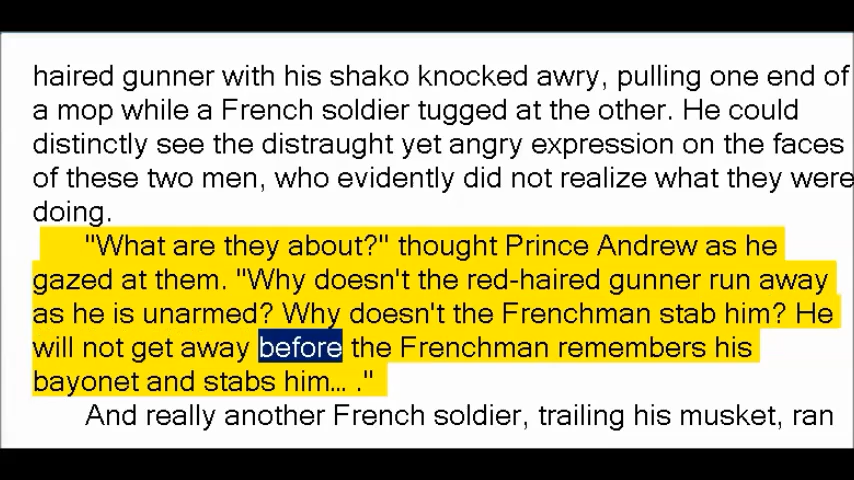 haired gunner with his shako knocked awry, pulling one end of
a mop while a French soldier tugged at the other. He could
distinctly see the distraught yet angry expression on the faces
of these two men, who evidently did not realize what they were
doing.
"What are they about?" thought Prince Andrew as he
gazed at them. "Why doesn't the red-haired gunner run away
as he is unarmed? Why doesn't the Frenchman stab him? He
will not get away before the Frenchman remembers his
bayonet and stabs him... ."
And really another French soldier, trailing his musket, ran